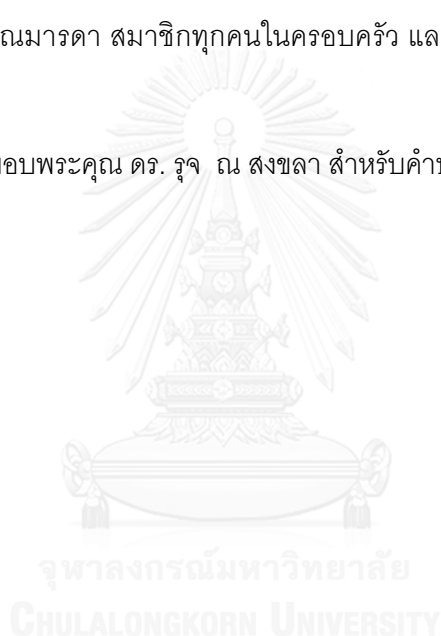 ณมารดา สมาชิกทุกคนในครอบครัว แล
อบพระคุณ ดร. รุจ ณ สงขลา สำหรับคำ
จุฬาลงกรณ์มหาวิทยาลัย
CHULALONGKORN UNIVERSITY